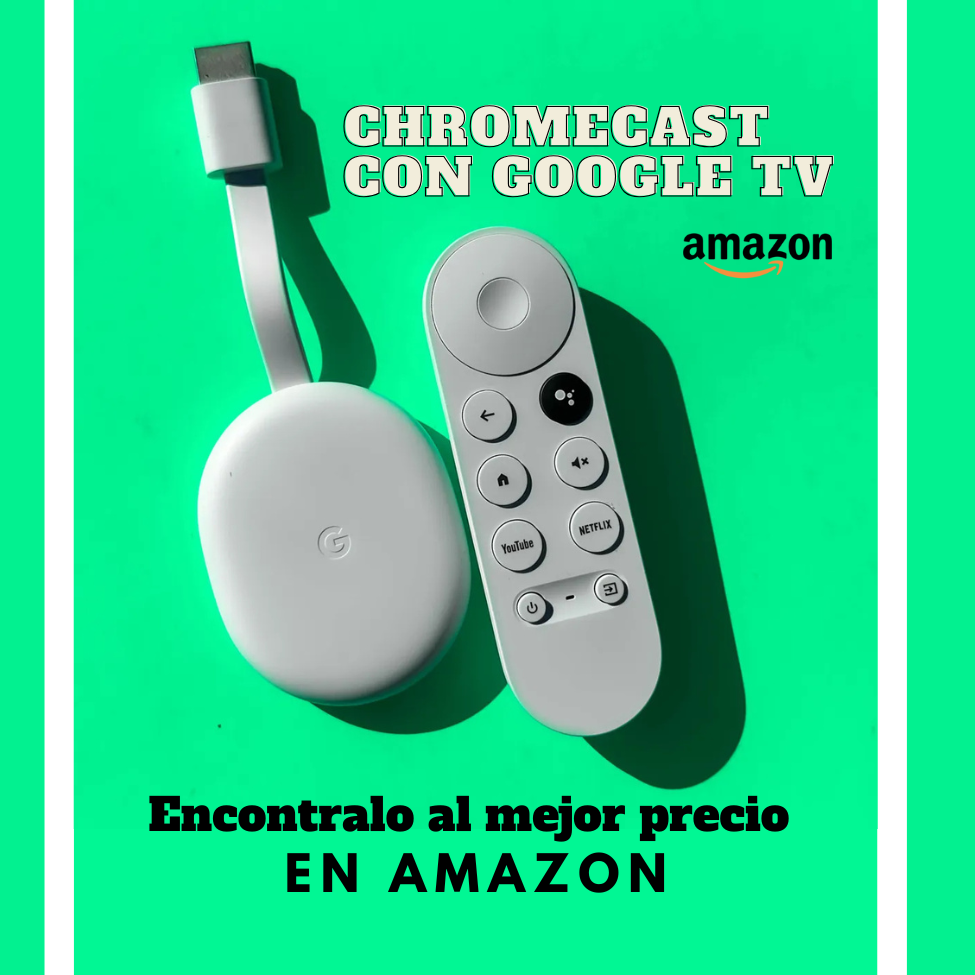 CHROMECAST
CON GOOGLE TV
amazon
G
YouTube
NETFLIX
Encontralo al mejor precio
EN AMAZON